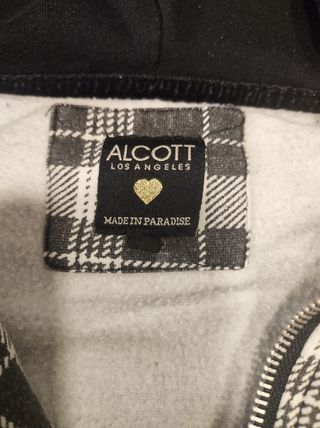 ALCOTT
LOS ANGELES
MADE IN PARADISE